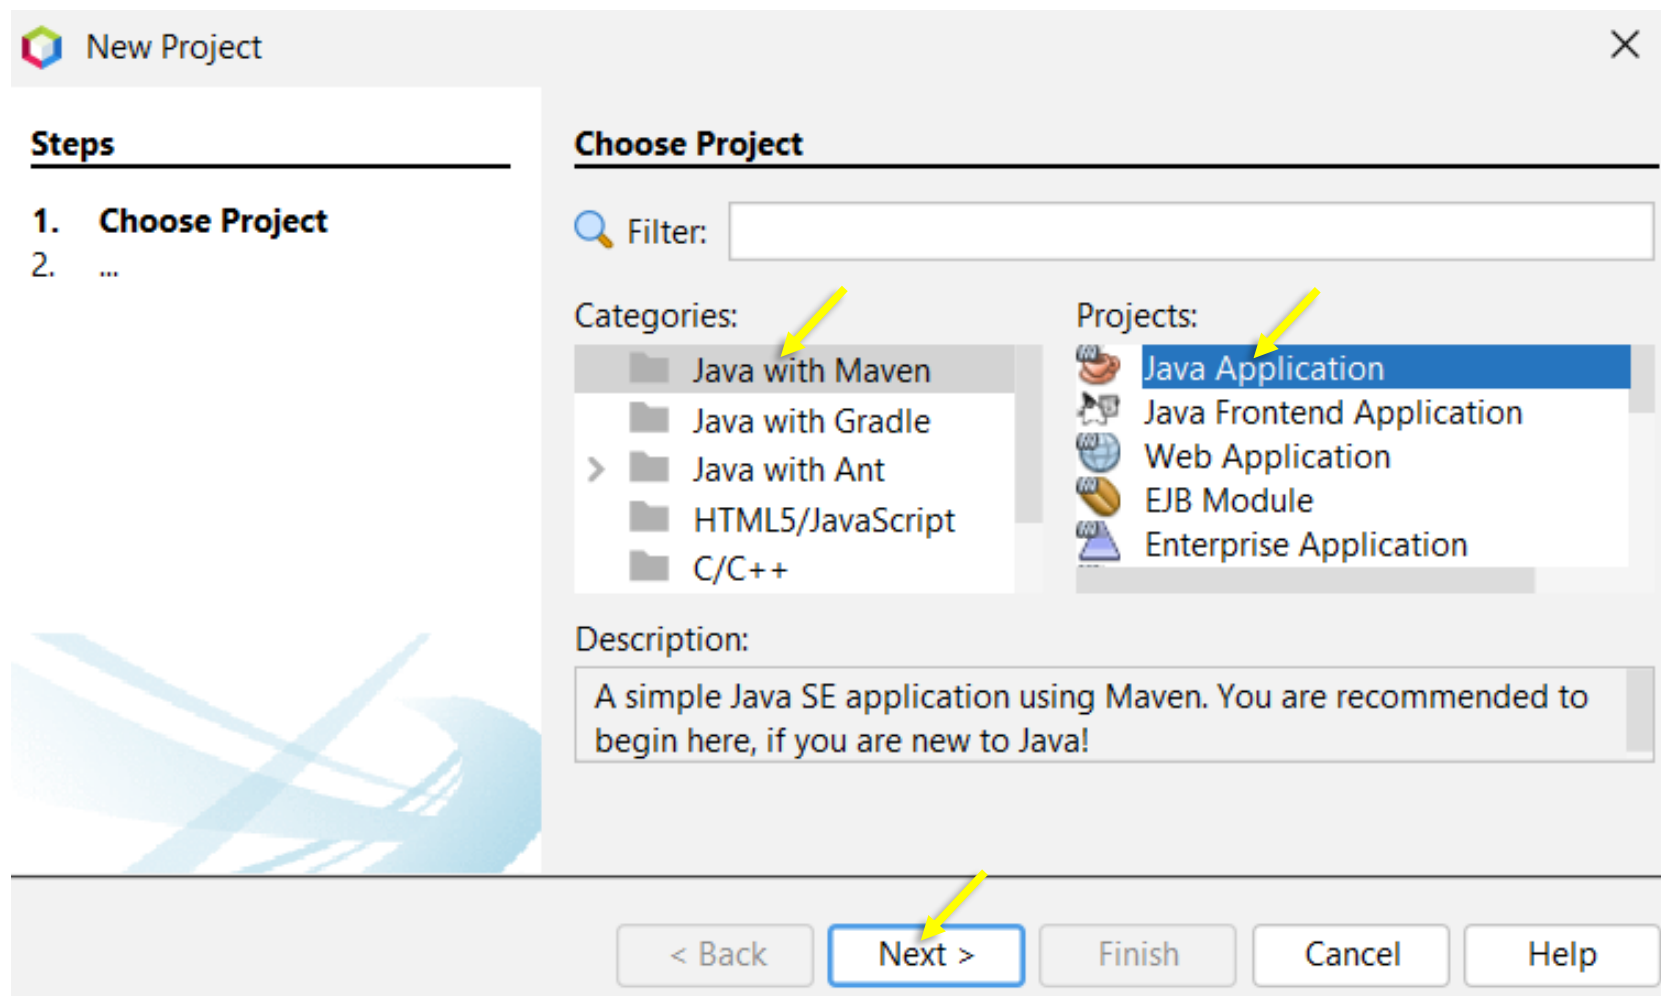 New Project
Steps
1. Choose Project
2. ...
Choose Project
Filter:
Categories:
Java with Maven
Java with Gradle
Java with Ant
HTML5/JavaScript
C/C++
Projects:
Java Application
Java Frontend Application
Web Application
EJB Module
Enterprise Application
Description:
A simple Java SE application using Maven. You are recommended to
begin here, if you are new to Java!
< Back
Next >
Finish
Cancel
Help